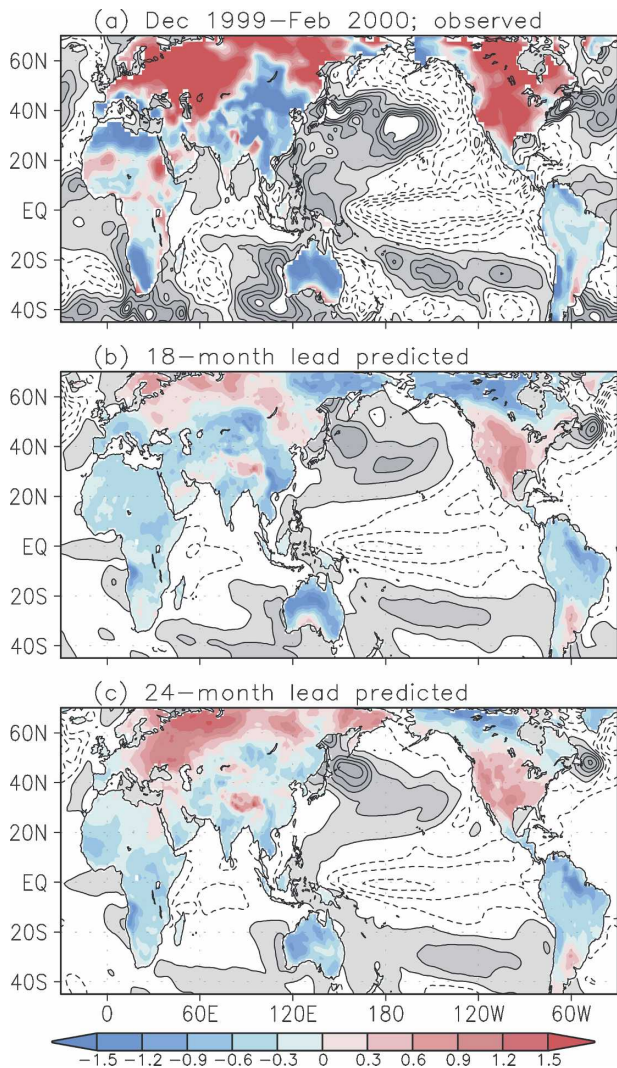 (a) Dec 1999−Feb 2000; observed
60N
40N
20N
EQ
20S
40S
(b) 18−month lead predicted
60N
40N
20N
EQ
20S
40S
(c) 24−month lead predicted
60N
40N
20N
EQ
20S
40S
0 60E 120E 180 120W 60W
−1.5 −1.2 −0.9 −0.6 −0.3 0 0.3 0.6 0.9 1.2 1.5